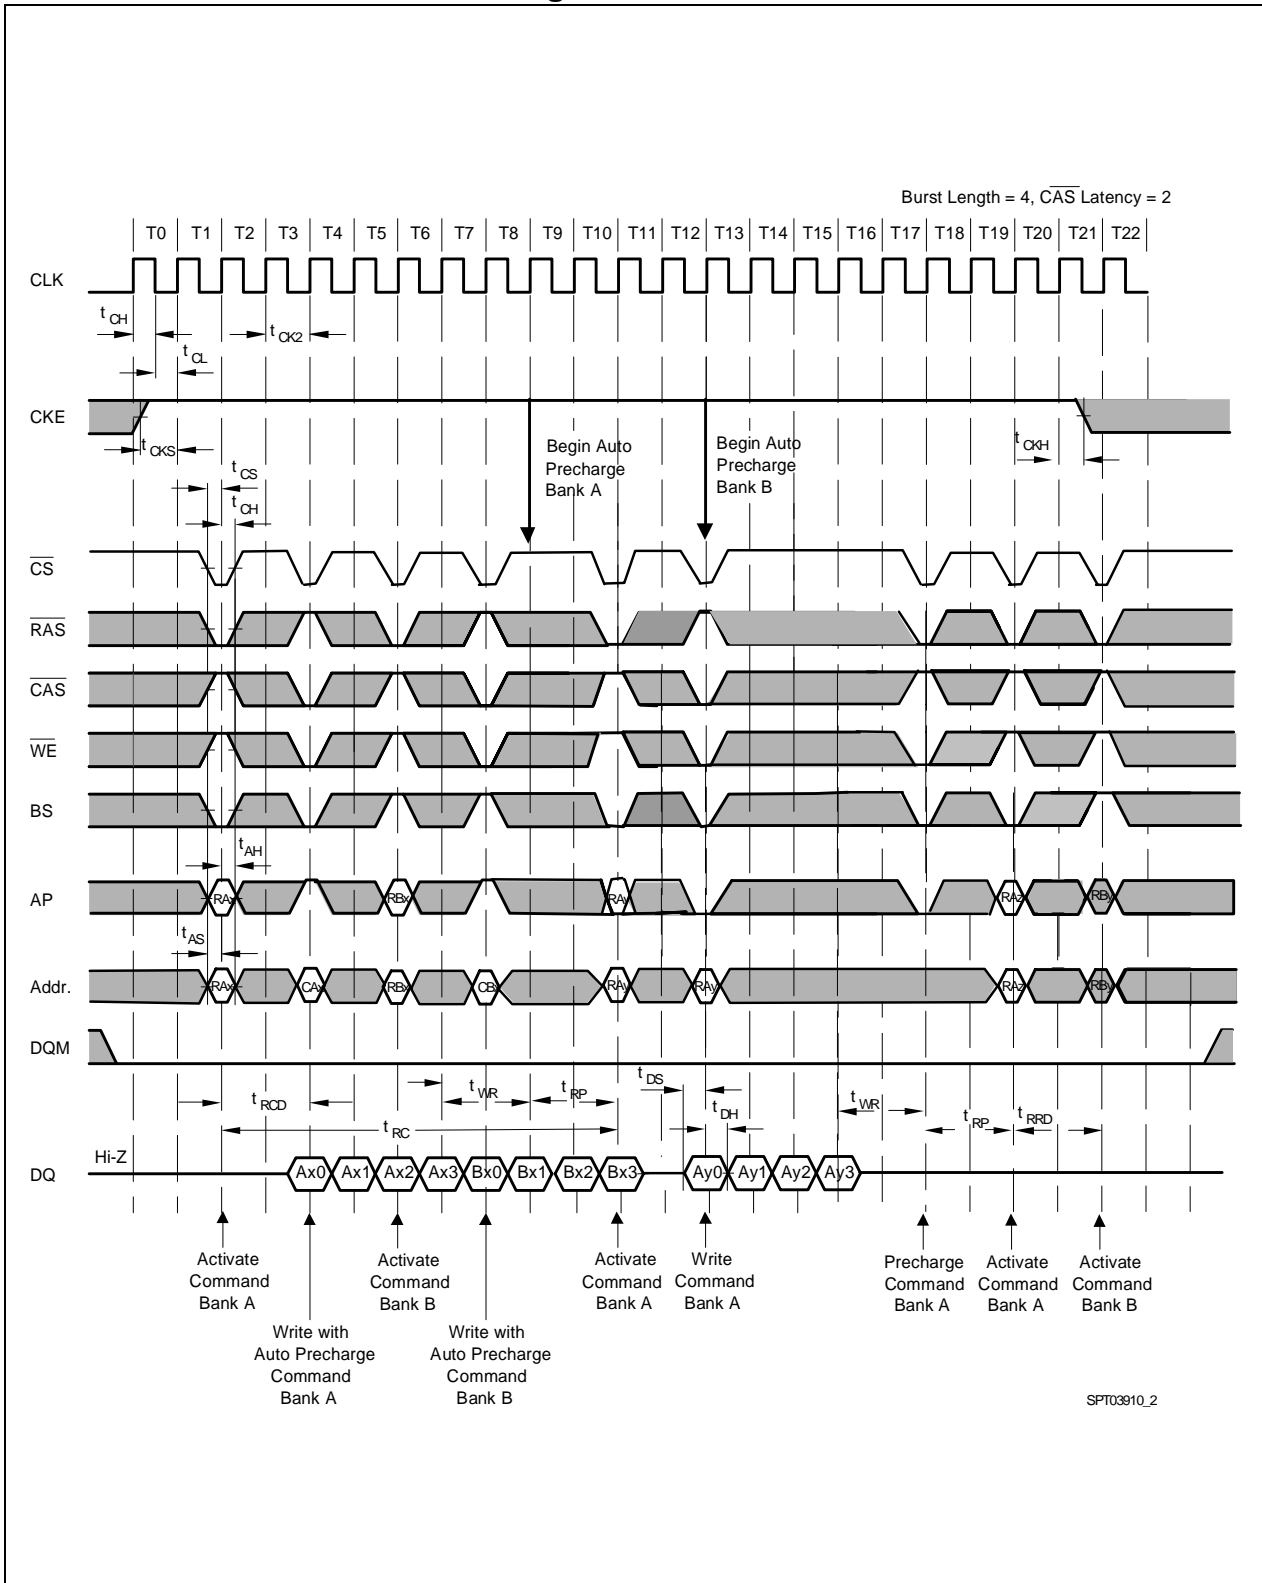 Burst Length = 4, CAS Latency = 2
T0 T1 T2 T3 T4 T5 T6 T7 T8 T9 T10 T11 T12 T13 T14 T15 T16 T17 T18 T19 T20 T21 T22
CLK
t CH
t CK2
t CL
CKE
t CKS
t CS
t CH
Begin Auto
Precharge
Bank A
Begin Auto
Precharge
Bank B
t CKH
CS
RAS
CAS
WE
BS
t AH
AP
RAx RBx RAy RAz RBy
t AS
Addr.
RAx CAx RBx CBx RAy RAy RAz RBy
DQM
t RCD
t WR
t RP
t DS
t DH
t WR
t RP
t RRD
t RC
Hi-Z
DQ
Ax0 Ax1 Ax2 Ax3 Bx0 Bx1 Bx2 Bx3 Ay0 Ay1 Ay2 Ay3
Activate
Command
Bank A
Write with
Auto Precharge
Command
Bank A
Activate
Command
Bank B
Write with
Auto Precharge
Command
Bank B
Activate
Command
Bank A
Write
Command
Bank A
Precharge
Command
Bank A
Activate
Command
Bank A
Activate
Command
Bank B
SPT03910_2